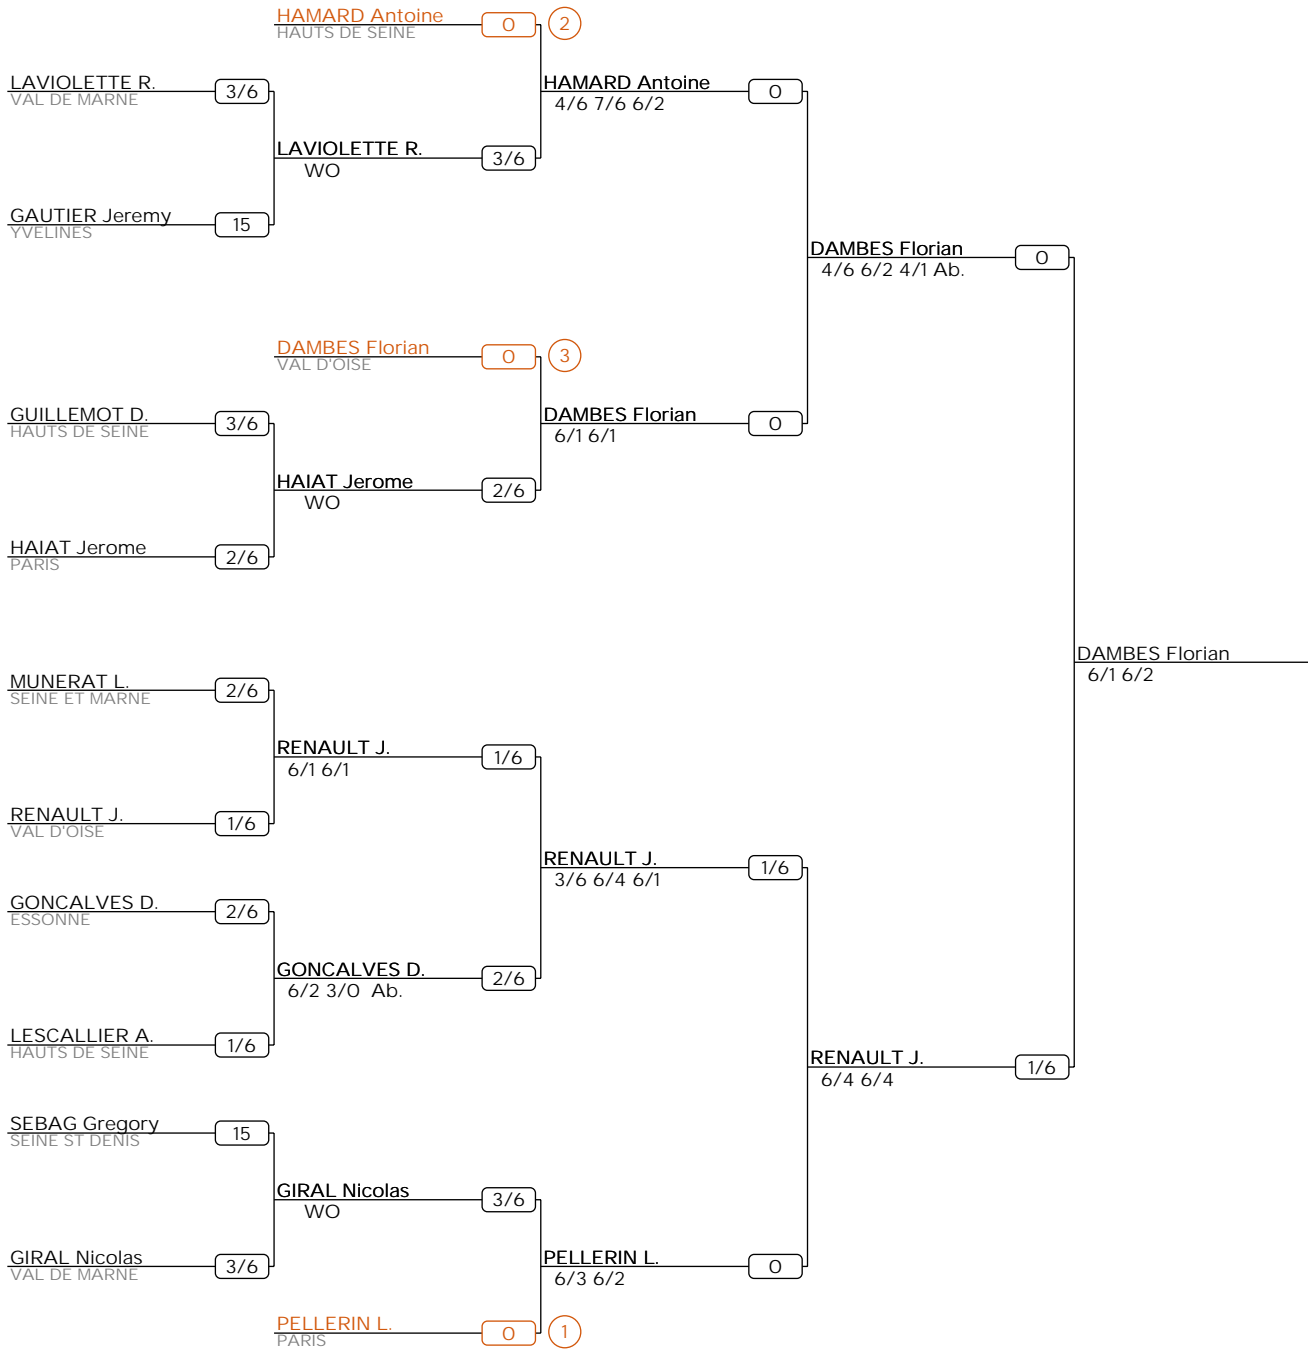 HAMARD Antoine 0 2
HAUTS DE SEINE
LAVIOLETTE R. 3/6
VAL DE MARNE
HAMARD Antoine 0
4/6 7/6 6/2
LAVIOLETTE R. 3/6
WO
GAUTIER Jeremy 15
YVELINES
DAMBES Florian 0
4/6 6/2 4/1 Ab.
DAMBES Florian 0 3
VAL D'OISE
GUILLEMOT D. 3/6
HAUTS DE SEINE
DAMBES Florian 0
6/1 6/1
HAIAT Jerome 2/6
WO
HAIAT Jerome 2/6
PARIS
DAMBES Florian
6/1 6/2
MUNERAT L. 2/6
SEINE ET MARNE
RENAULT J. 1/6
6/1 6/1
RENAULT J. 1/6
VAL D'OISE
RENAULT J. 1/6
3/6 6/4 6/1
GONCALVES D. 2/6
ESSONNE
GONCALVES D. 2/6
6/2 3/0 Ab.
LESCALLIER A. 1/6
HAUTS DE SEINE
RENAULT J. 1/6
6/4 6/4
SEBAG Gregory 15
SEINE ST DENIS
GIRAL Nicolas 3/6
WO
GIRAL Nicolas 3/6
VAL DE MARNE
PELLERIN L. 0
6/3 6/2
PELLERIN L. 0 1
PARIS